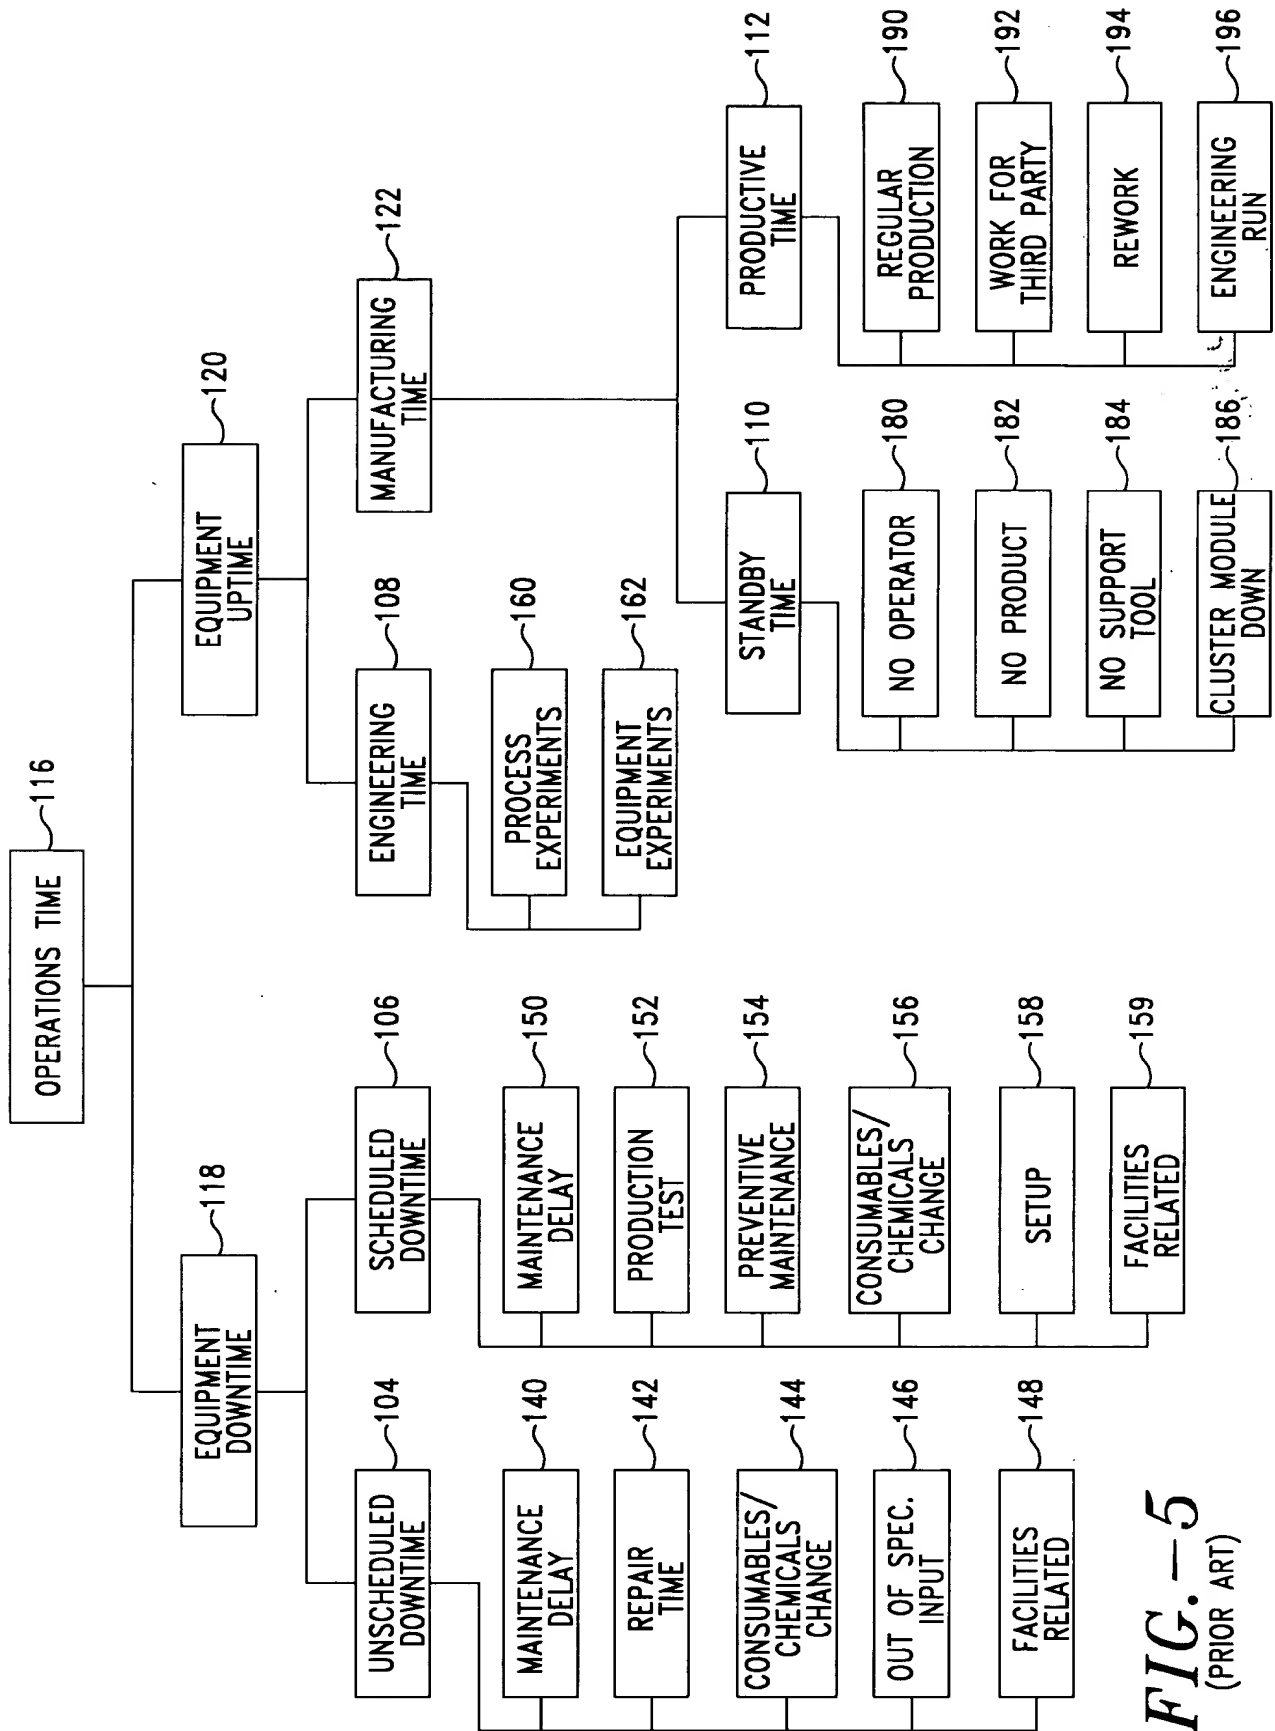 OPERATIONS TIME
116
EQUIPMENT
DOWNTIME
118
EQUIPMENT
UPTIME
120
UNSCHEDULED
DOWNTIME
104
SCHEDULED
DOWNTIME
106
ENGINEERING
TIME
108
MANUFACTURING
TIME
122
MAINTENANCE
DELAY
140
REPAIR
TIME
142
CONSUMABLES/
CHEMICALS
CHANGE
144
OUT OF SPEC.
INPUT
146
FACILITIES
RELATED
148
MAINTENANCE
DELAY
150
PRODUCTION
TEST
152
PREVENTIVE
MAINTENANCE
154
CONSUMABLES/
CHEMICALS
CHANGE
156
SETUP
158
FACILITIES
RELATED
159
PROCESS
EXPERIMENTS
160
EQUIPMENT
EXPERIMENTS
162
STANDBY
TIME
110
NO OPERATOR
180
NO PRODUCT
182
NO SUPPORT
TOOL
184
CLUSTER MODULE
DOWN
186
PRODUCTIVE
TIME
112
REGULAR
PRODUCTION
190
WORK FOR
THIRD PARTY
192
REWORK
194
ENGINEERING
RUN
196
FIG.—5
(PRIOR ART)